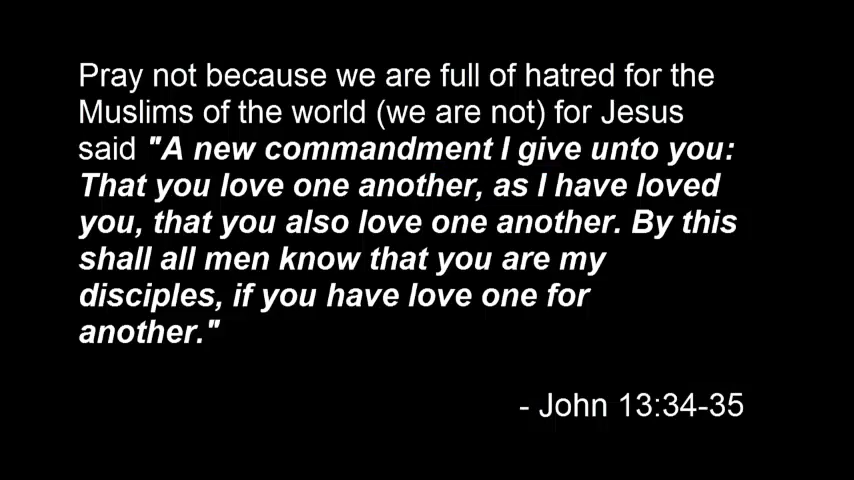 Pray not because we are full of hatred for the
Muslims of the world (we are not) for Jesus
said "A new commandment I give unto you:
That you love one another, as I have loved
you, that you also love one another. By this
shall all men know that you are my
disciples, if you have love one for
another."
- John 13:34-35